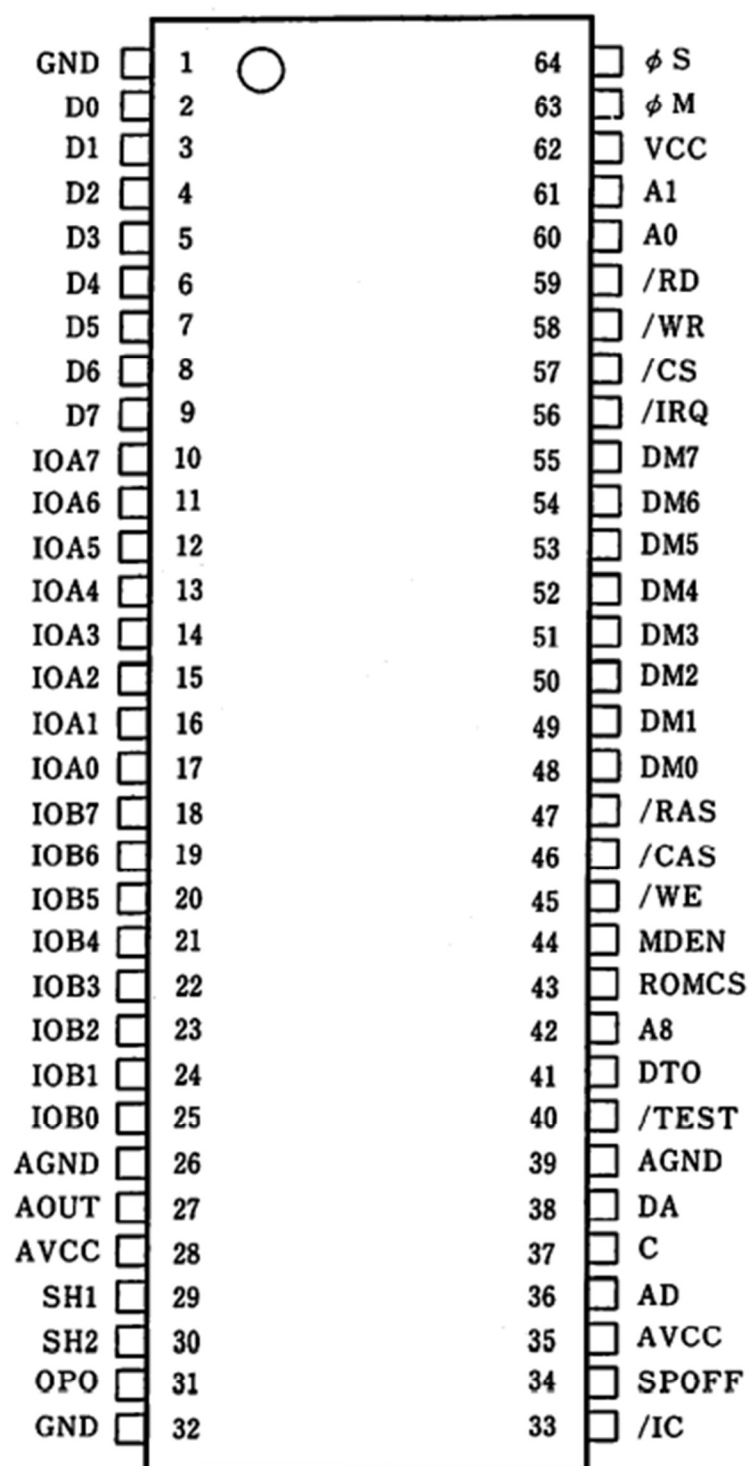 GND 1 64 φ S
D0 2 63 φ M
D1 3 62 VCC
D2 4 61 A1
D3 5 60 A0
D4 6 59 /RD
D5 7 58 /WR
D6 8 57 /CS
D7 9 56 /IRQ
IOA7 10 55 DM7
IOA6 11 54 DM6
IOA5 12 53 DM5
IOA4 13 52 DM4
IOA3 14 51 DM3
IOA2 15 50 DM2
IOA1 16 49 DM1
IOA0 17 48 DM0
IOB7 18 47 /RAS
IOB6 19 46 /CAS
IOB5 20 45 /WE
IOB4 21 44 MDEN
IOB3 22 43 ROMCS
IOB2 23 42 A8
IOB1 24 41 DTO
IOB0 25 40 /TEST
AGND 26 39 AGND
AOUT 27 38 DA
AVCC 28 37 C
SH1 29 36 AD
SH2 30 35 AVCC
OPO 31 34 SPOFF
GND 32 33 /IC